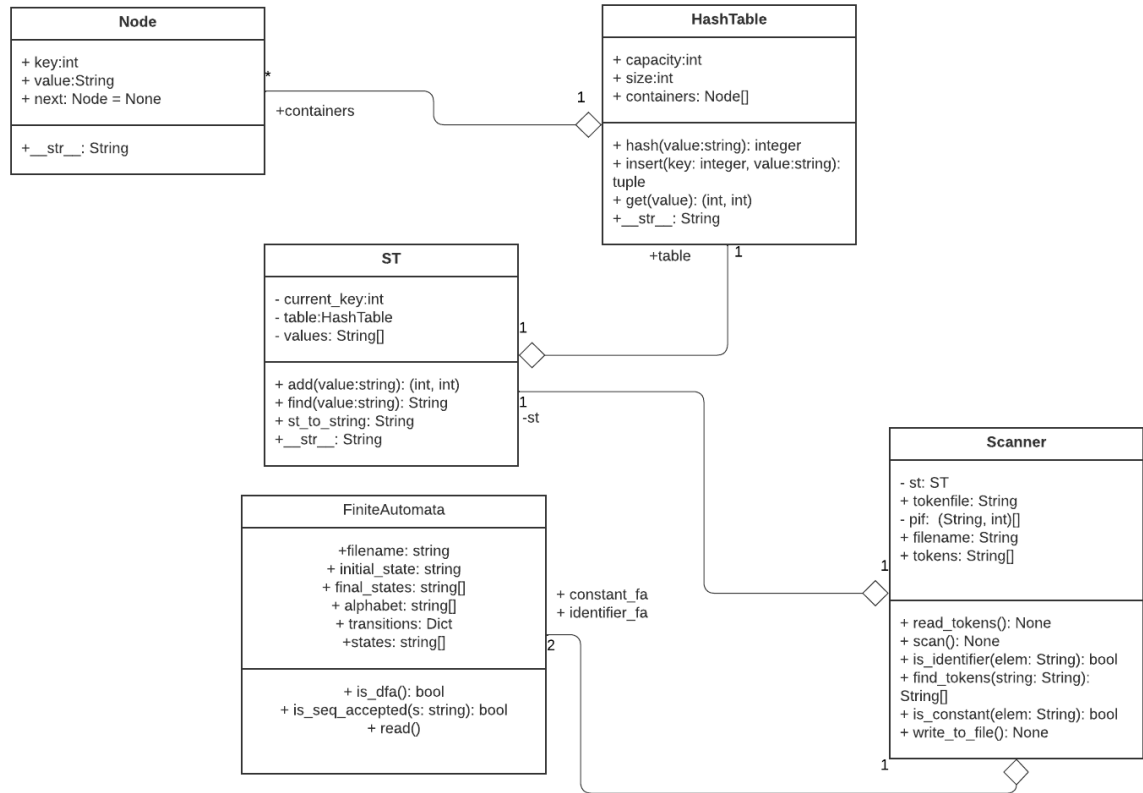 Node
+ key:int
+ value:String
+ next: Node = None
+__str__: String
*
+containers
1
HashTable
+ capacity:int
+ size:int
+ containers: Node[]
+ hash(value:string): integer
+ insert(key: integer, value:string):
tuple
+ get(value): (int, int)
+__str__: String
+table
1
ST
- current_key:int
- table:HashTable
- values: String[]
+ add(value:string): (int, int)
+ find(value:string): String
+ st_to_string: String
+__str__: String
1
1
-st
Scanner
- st: ST
+ tokenfile: String
- pif:  (String, int)[]
+ filename: String
+ tokens: String[]
+ read_tokens(): None
+ scan(): None
+ is_identifier(elem: String): bool
+ find_tokens(string: String):
String[]
+ is_constant(elem: String): bool
+ write_to_file(): None
1
1
FiniteAutomata
+filename: string
+ initial_state: string
+ final_states: string[]
+ alphabet: string[]
+ transitions: Dict
+states: string[]
+ is_dfa(): bool
+ is_seq_accepted(s: string): bool
+ read()
+ constant_fa
+ identifier_fa
2